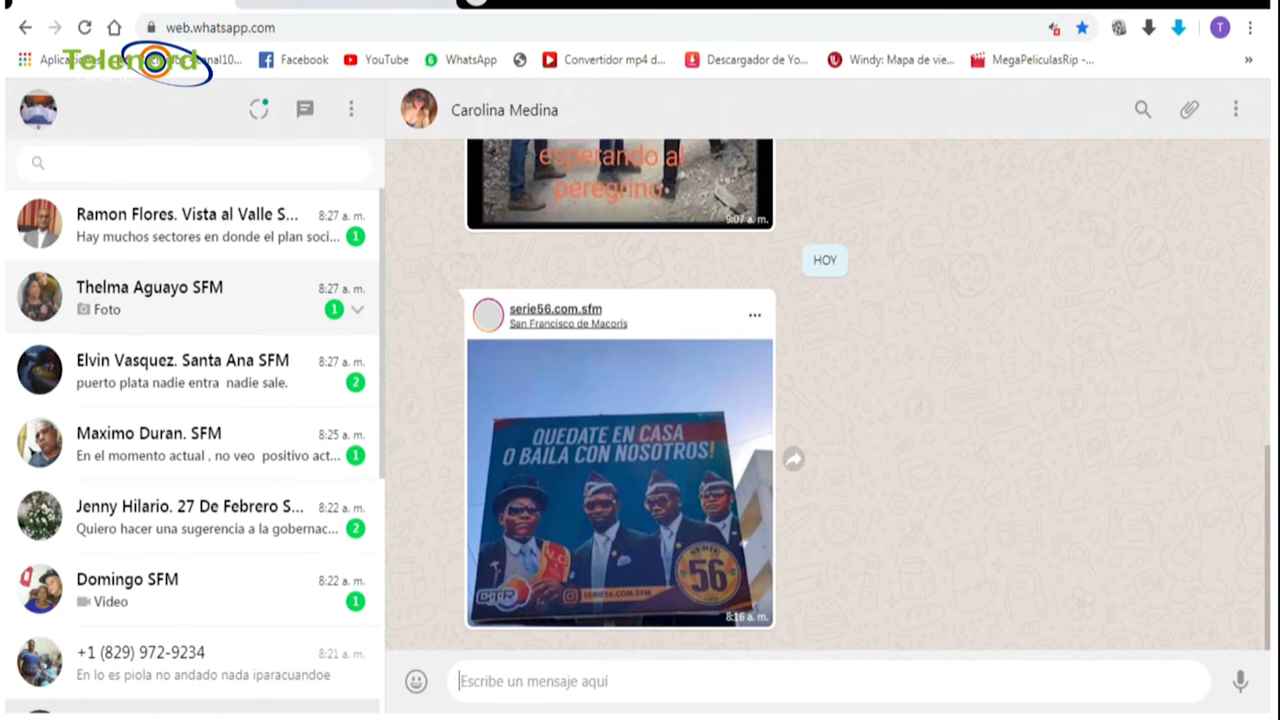 web.whatsapp.com
T
Telenord
Facebook
YouTube
WhatsApp
Convertidor mp4 d...
Descargador de Yo...
Windy: Mapa de vie...
MegaPeliculasRip -...
»
Carolina Medina
Ramon Flores. Vista al Valle S...
8:27 a. m.
Hay muchos sectores en donde el plan soci...
1
Thelma Aguayo SFM
8:27 a. m.
Foto
1
Elvin Vasquez. Santa Ana SFM
8:27 a. m.
puerto plata nadie entra nadie sale.
2
Maximo Duran. SFM
8:25 a. m.
En el momento actual , no veo positivo act...
1
Jenny Hilario. 27 De Febrero S...
8:22 a. m.
Quiero hacer una sugerencia a la gobernac...
2
Domingo SFM
8:22 a. m.
Video
1
+1 (829) 972-9234
8:21 a. m.
En lo es piola no andado nada iparacuandoe
esperando al
peregrino
9:07 a. m.
HOY
serie56.com.sfm
San Francisco de Macorís
QUEDATE EN CASA
O BAILA CON NOSOTROS!
SERIE
56
SERIE56.COM.SFM
8:16 a. m.
Escribe un mensaje aquí